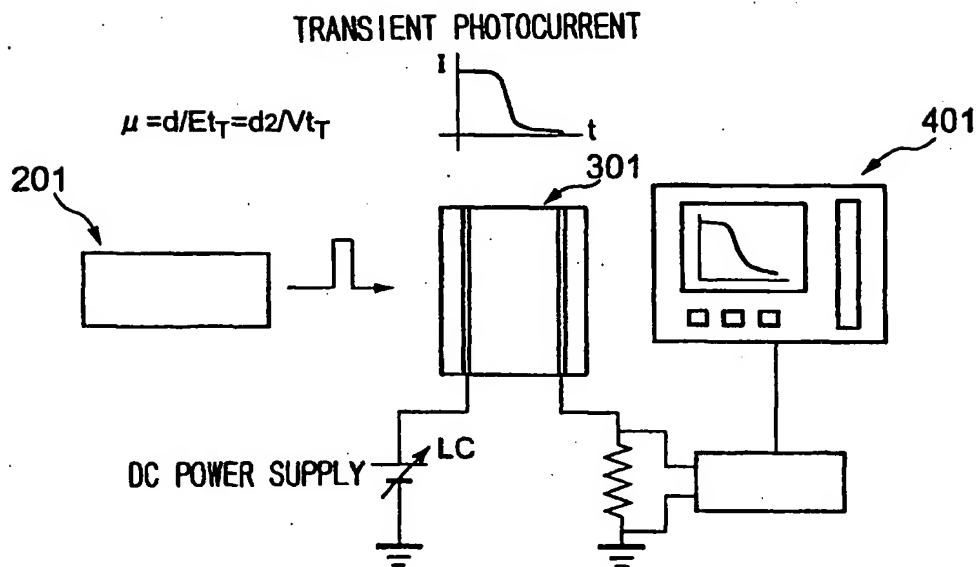 TRANSIENT PHOTOCURRENT
I
t
μ=d/Et_T=d2/Vt_T
201
301
401
LC
DC POWER SUPPLY